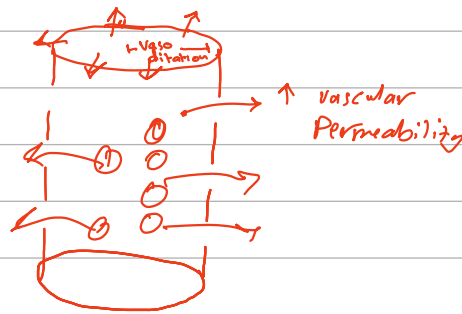 Vaso
dilation
↑ vascular
Permeability